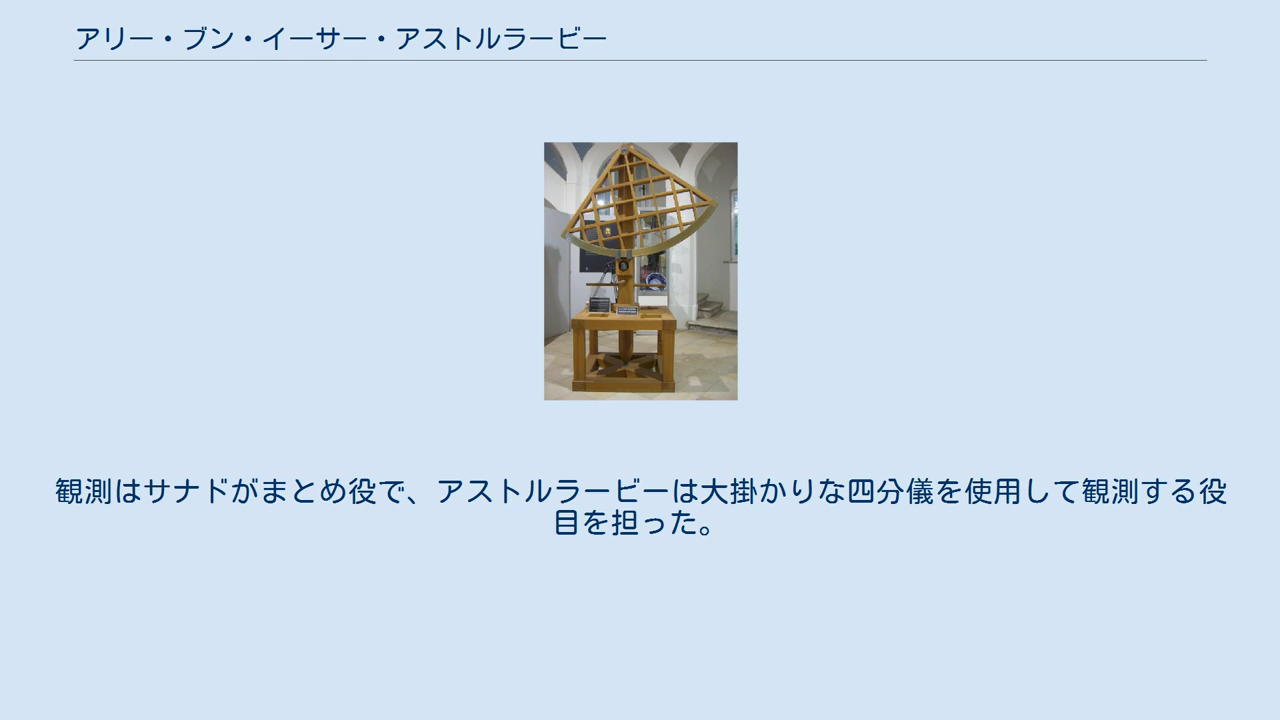 アリー・ブン・イーサー・アストルラービー
観測はサナドがまとめ役で、アストルラービーは大掛かりな四分儀を使用して観測する役
目を担った。